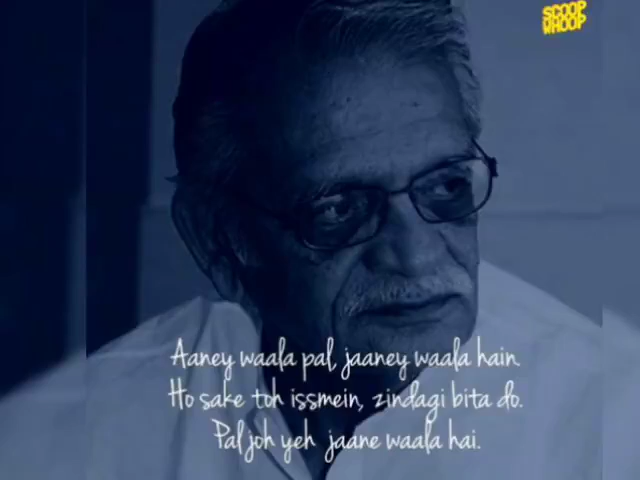 SCOOP
WHOOP
Aaney waala pal, jaaney waala hain.
Ho sake toh issmein, zindagi bita do.
Pal joh yeh jaane waala hai.